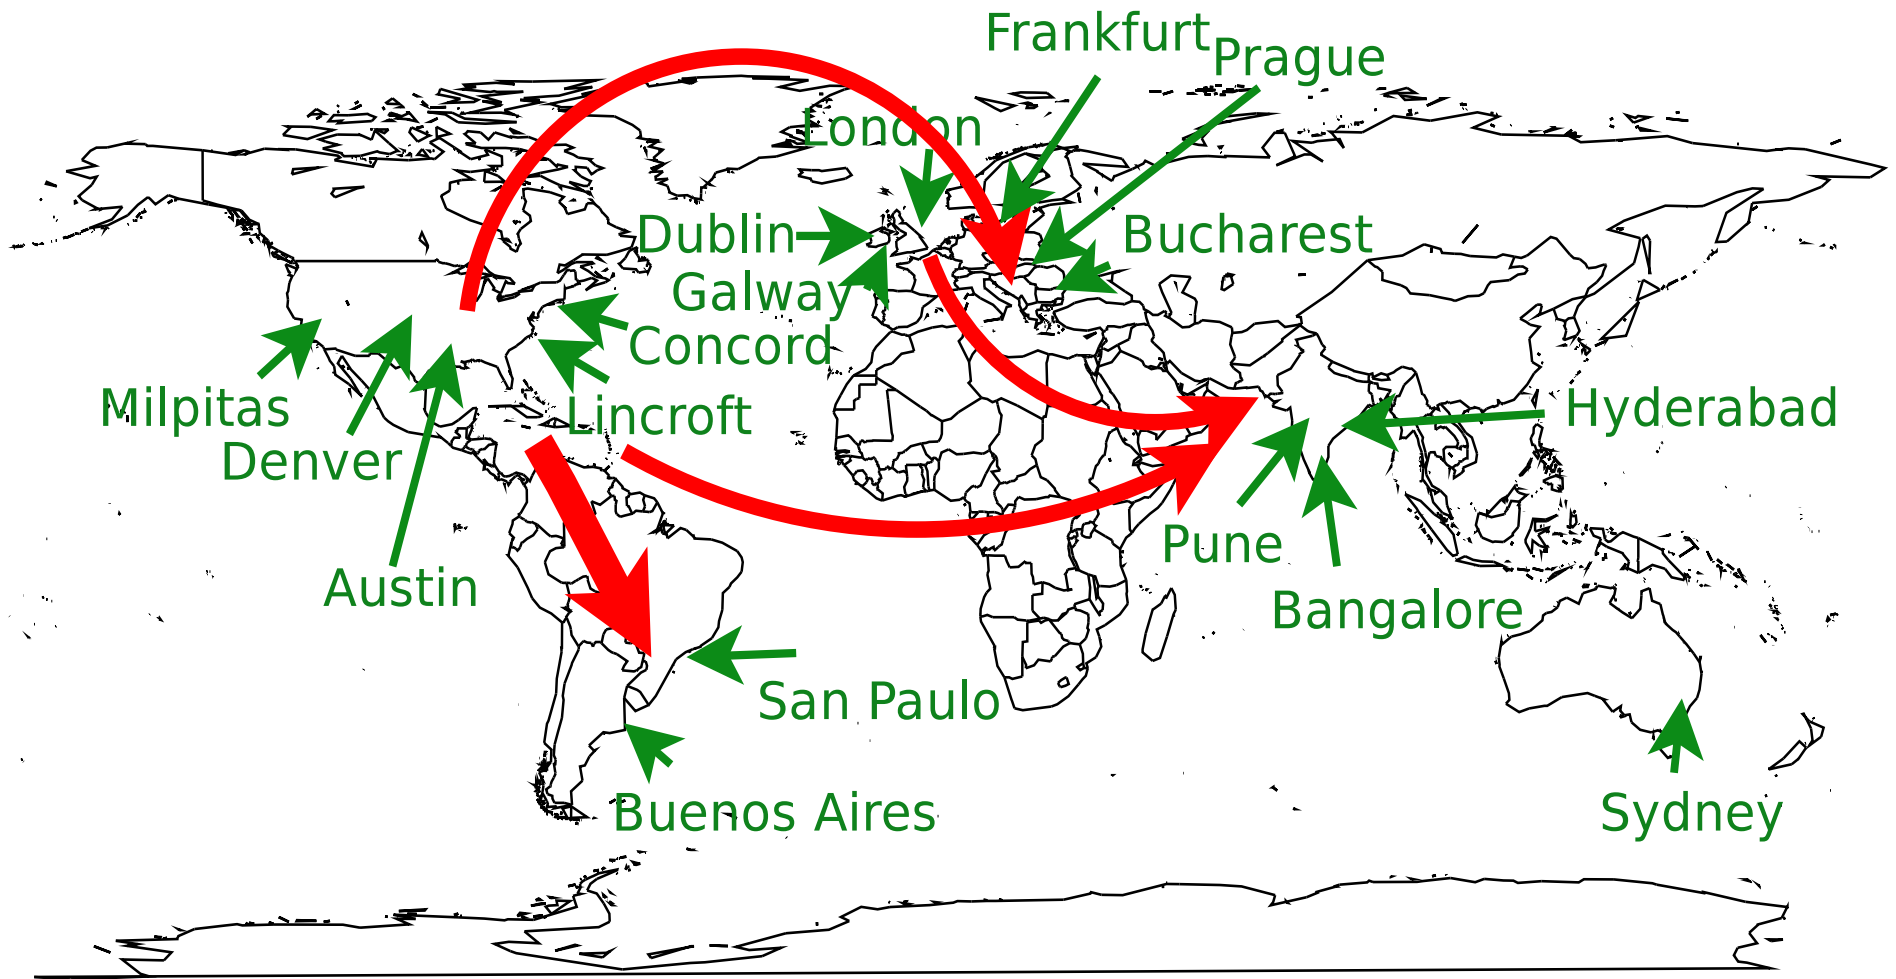 Frankfurt
Prague
London
Dublin
Bucharest
Galway
Concord
Milpitas
Lincroft
Hyderabad
Denver
Pune
Austin
Bangalore
San Paulo
Buenos Aires
Sydney